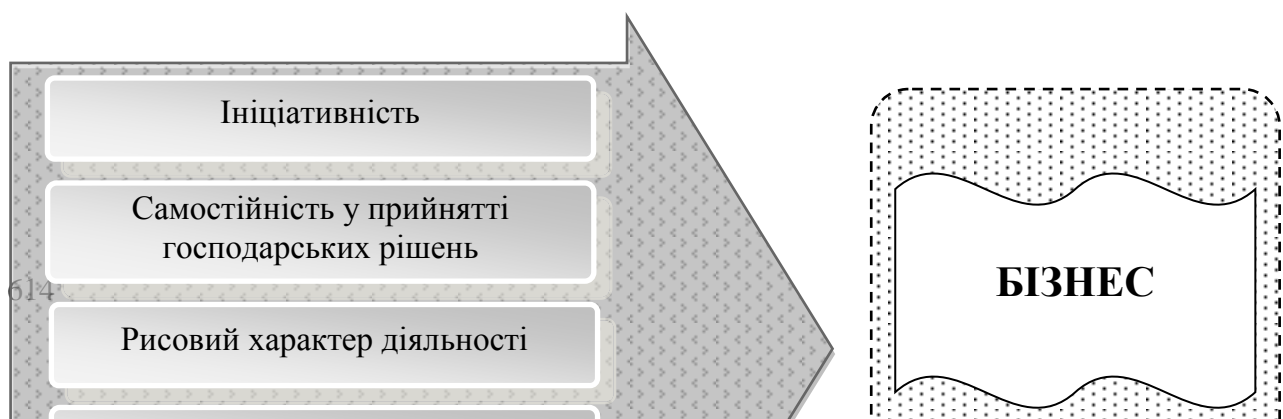 Ініціативність
Самостійність у прийнятті
господарських рішень
614
Рисовий характер діяльності
БІЗНЕС